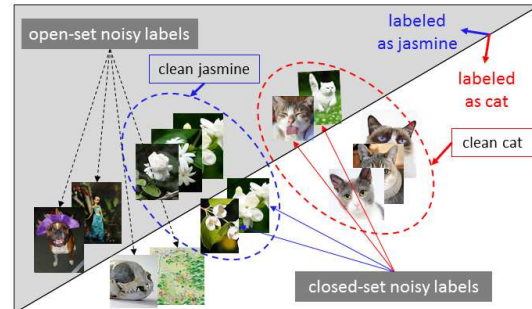 open-set noisy labels
labeled
as jasmine
clean jasmine
labeled
as cat
clean cat
closed-set noisy labels